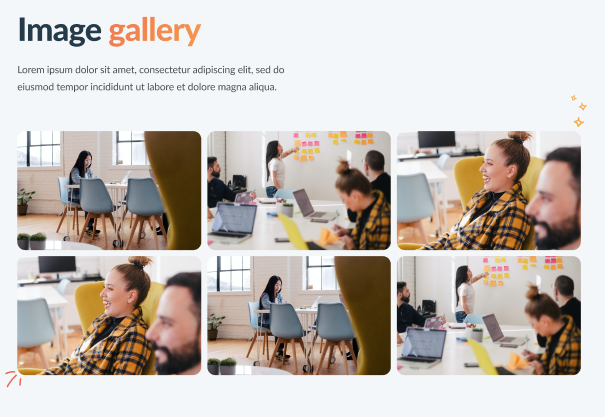 Image gallery
Lorem ipsum dolor sit amet, consectetur adipiscing elit, sed do
eiusmod tempor incididunt ut labore et dolore magna aliqua.